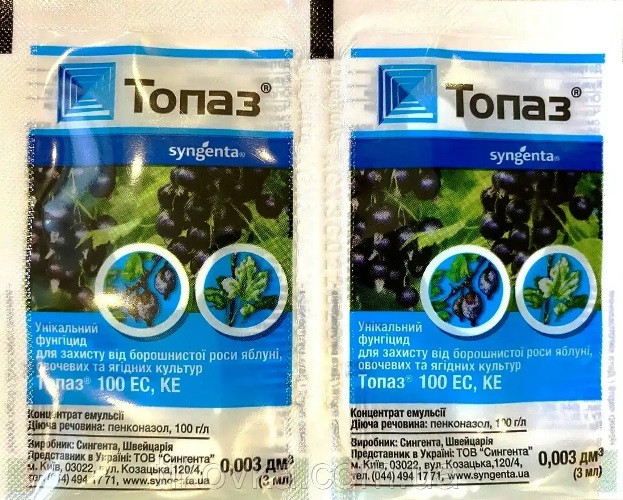 Топаз®
syngenta®
Унікальний
фунгіцид
для захисту від борошнистої роси яблуні,
овочевих та ягідних культур
Топаз® 100 ЕС, КЕ
Концентрат емульсії
Діюча речовина: пенконазол, 100 г/л
Виробник: Сингента, Швейцарія
Представник в Україні: ТОВ "Сингента"
м. Київ, 03022, вул. Козацька,120/4,
тел. (044) 494 17 71, www.syngenta.ua
0,003 дм³
(3 мл)
Топаз®
syngenta®
Унікальний
фунгіцид
для захисту від борошнистої роси яблуні,
овочевих та ягідних культур
Топаз® 100 ЕС, КЕ
Концентрат емульсії
Діюча речовина: пенконазол, 100 г/л
Виробник: Сингента, Швейцарія
Представник в Україні: ТОВ "Сингента"
м. Київ, 03022, вул. Козацька,120/4,
тел. (044) 494 17 71, www.syngenta.ua
0,003 дм³
(3 мл)